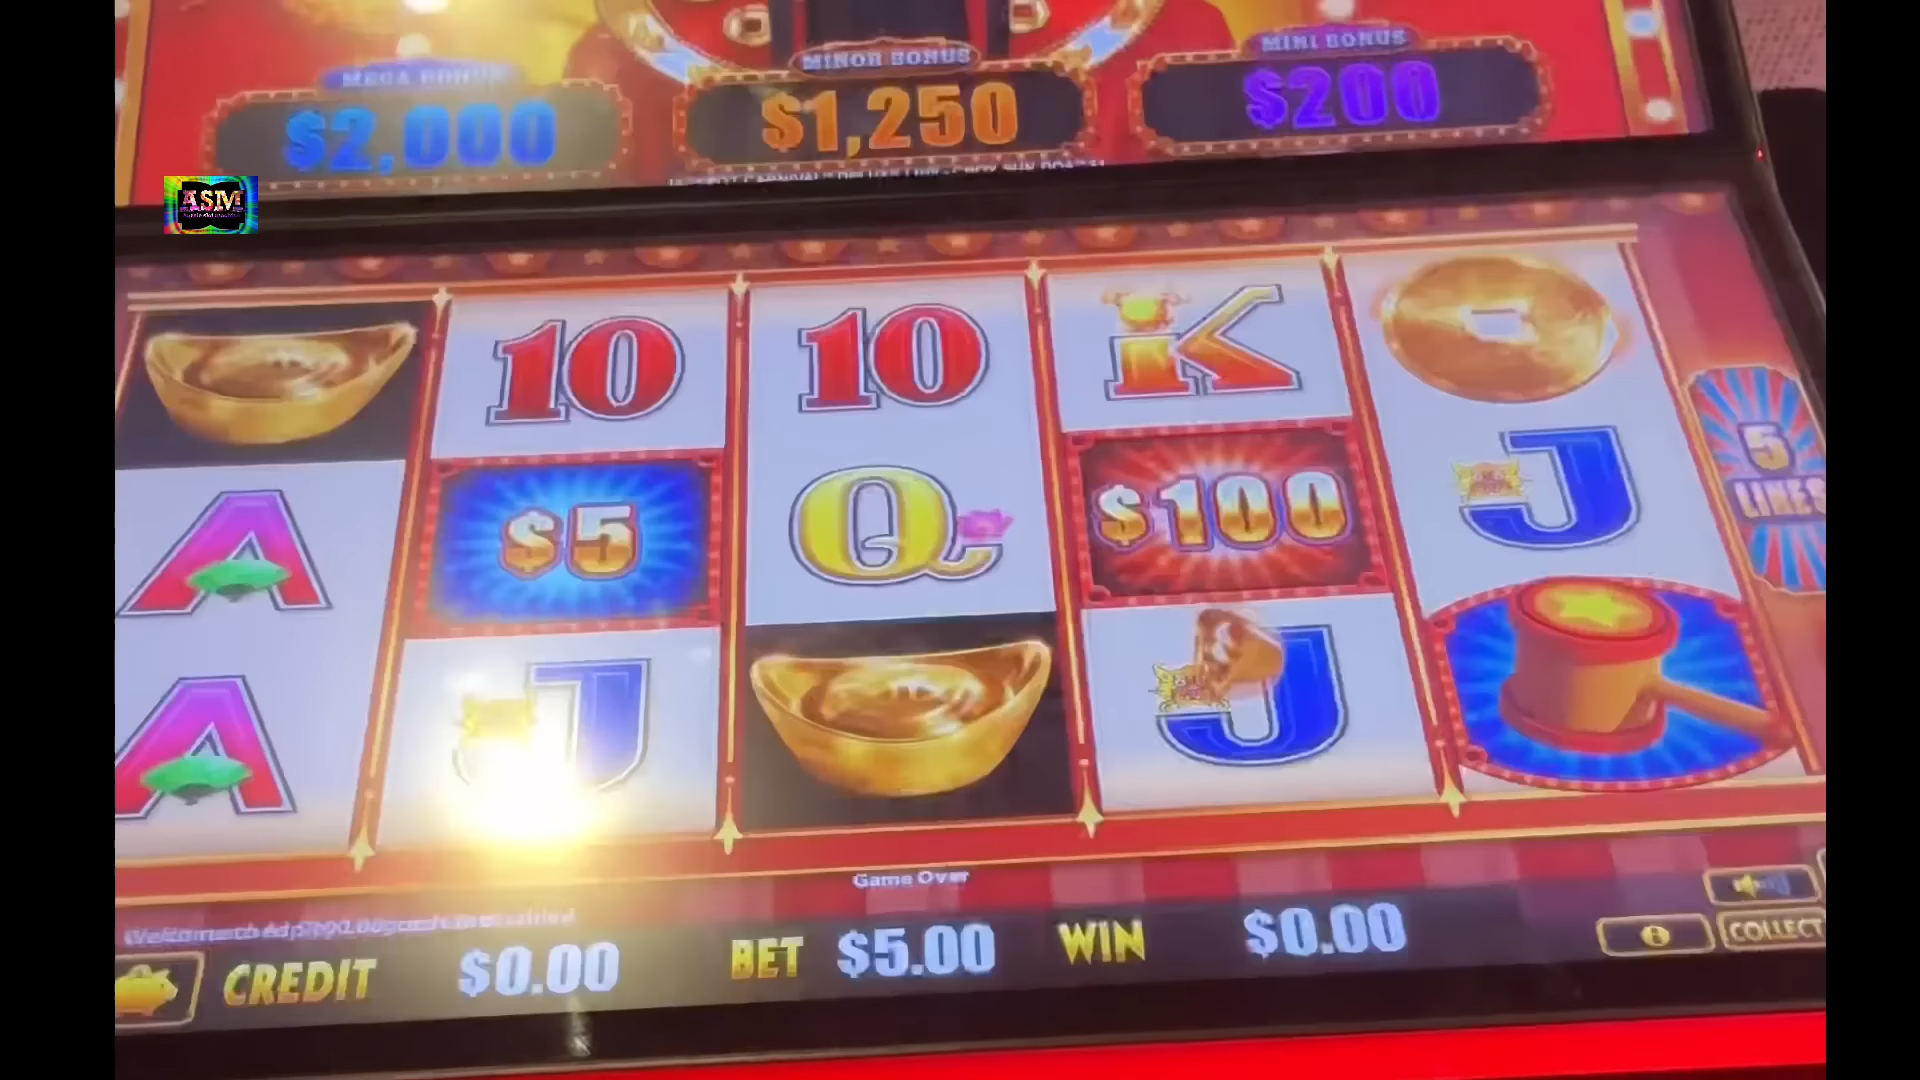 MEGA BONUS
MINOR BONUS
MINI BONUS
$2,000
$1,250
$200
ASM
10
10
K
A
$5
Q
$100
J
5
LINES
A
J
J
Game Over
CREDIT
$0.00
BET
$5.00
WIN
$0.00
COLLECT